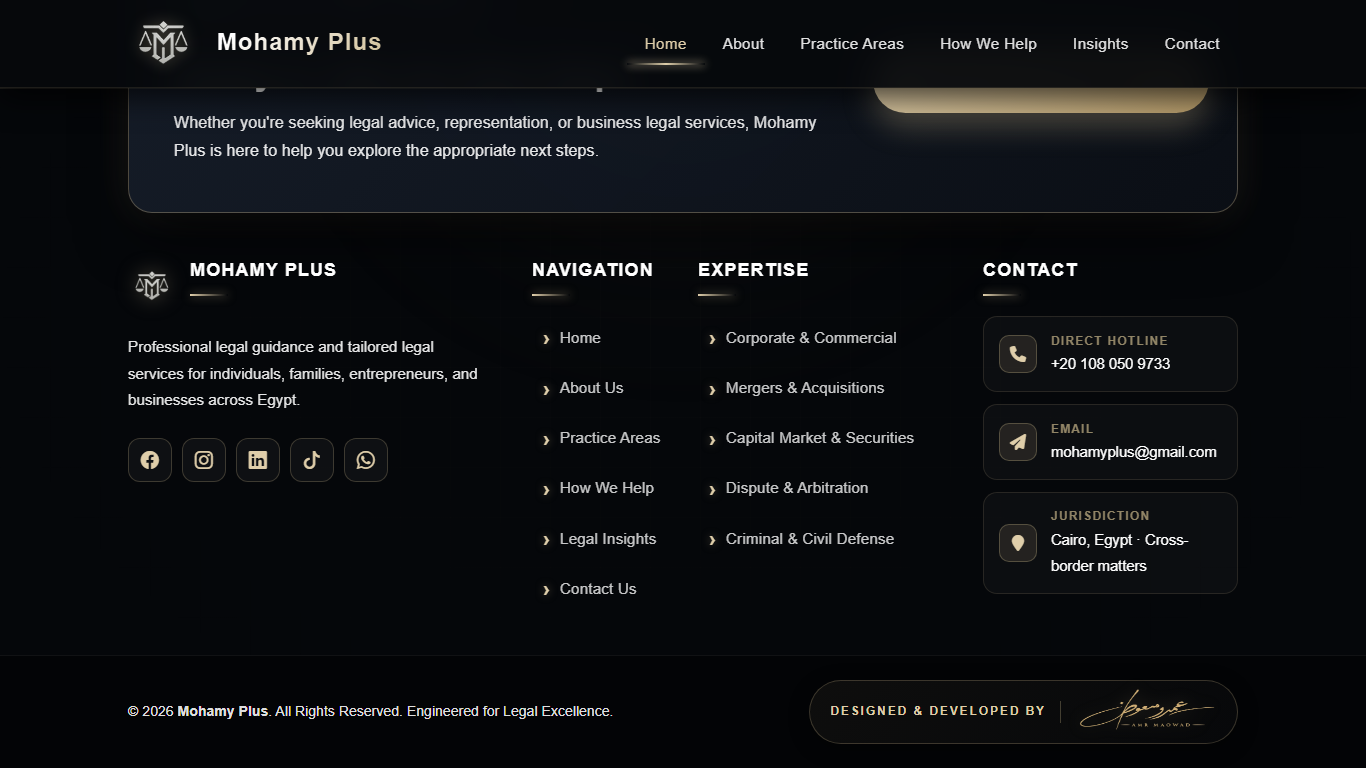 Mohamy Plus
Home
About
Practice Areas
How We Help
Insights
Contact
Whether you're seeking legal advice, representation, or business legal services, Mohamy
Plus is here to help you explore the appropriate next steps.
MOHAMY PLUS
Professional legal guidance and tailored legal
services for individuals, families, entrepreneurs, and
businesses across Egypt.
NAVIGATION
Home
About Us
Practice Areas
How We Help
Legal Insights
Contact Us
EXPERTISE
Corporate & Commercial
Mergers & Acquisitions
Capital Market & Securities
Dispute & Arbitration
Criminal & Civil Defense
CONTACT
DIRECT HOTLINE
+20 108 050 9733
EMAIL
mohamyplus@gmail.com
JURISDICTION
Cairo, Egypt · Cross-
border matters
© 2026 Mohamy Plus. All Rights Reserved. Engineered for Legal Excellence.
DESIGNED & DEVELOPED BY
AMR MAOWAD